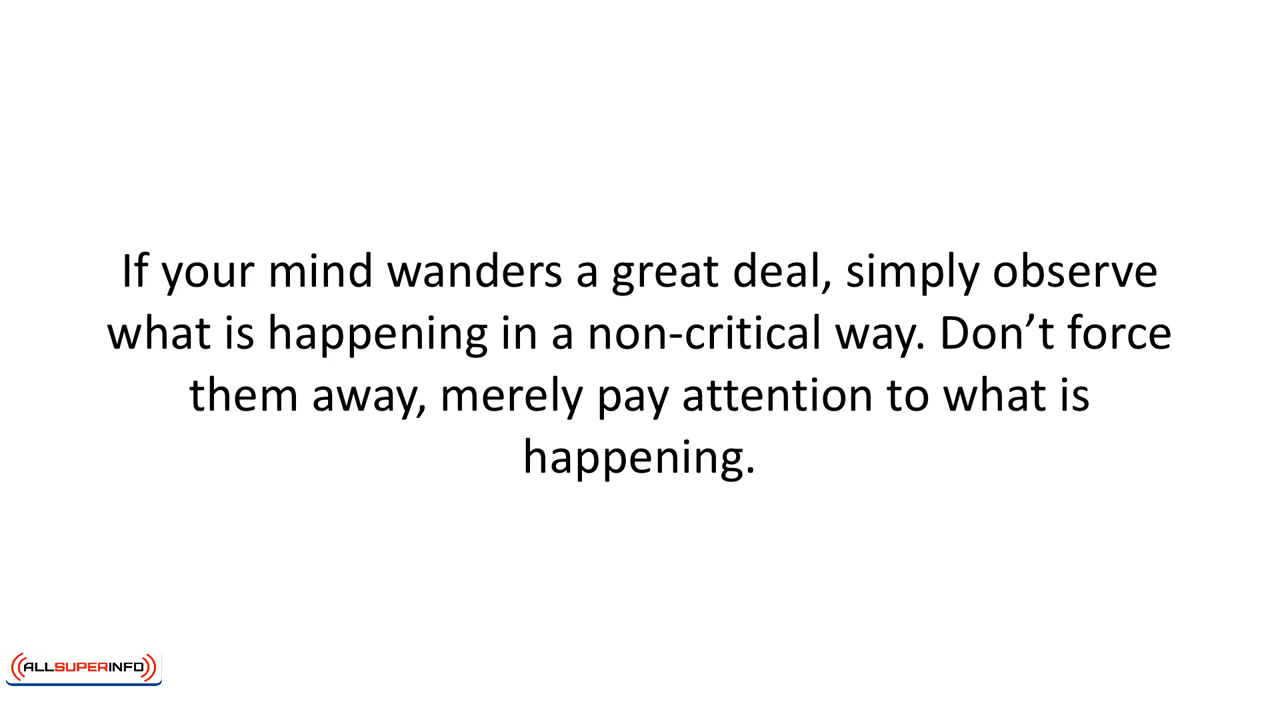 If your mind wanders a great deal, simply observe
what is happening in a non-critical way. Don’t force
them away, merely pay attention to what is
happening.
ALLSUPERINFO